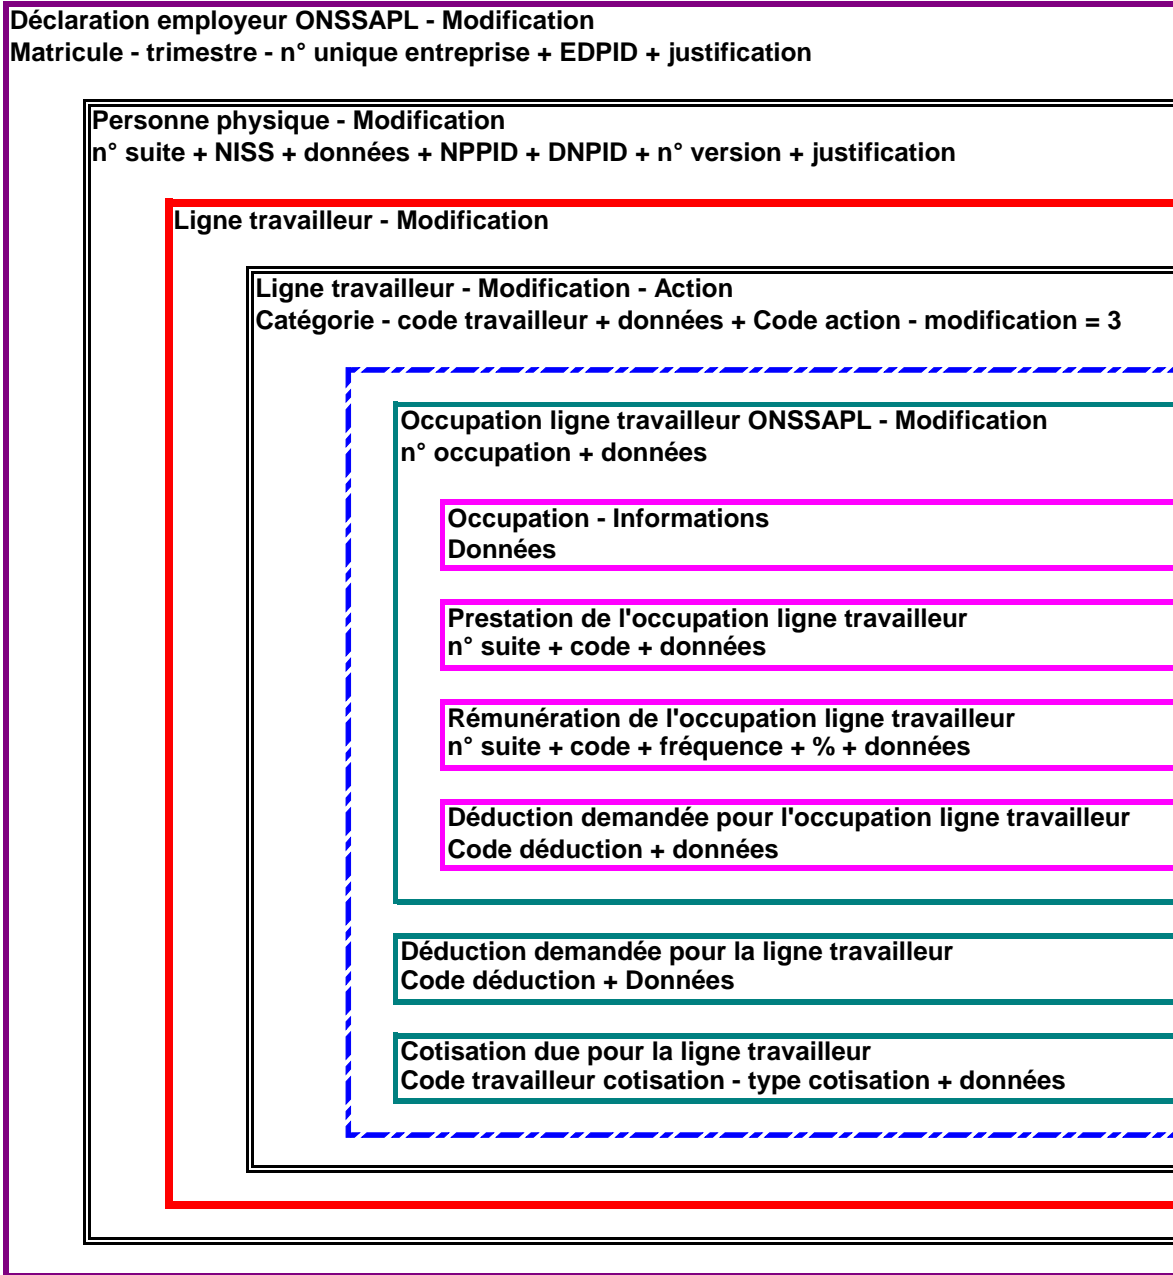 Déclaration employeur ONSSAPL - Modification
Matricule - trimestre - n° unique entreprise + EDPID + justification
Personne physique - Modification
n° suite + NISS + données + NPPID + DNPID + n° version + justification
Ligne travailleur - Modification
Ligne travailleur - Modification - Action
Catégorie - code travailleur + données + Code action - modification = 3
Occupation ligne travailleur ONSSAPL - Modification
n° occupation + données
Occupation - Informations
Données
Prestation de l'occupation ligne travailleur
n° suite + code + données
Rémunération de l'occupation ligne travailleur
n° suite + code + fréquence + % + données
Déduction demandée pour l'occupation ligne travailleur
Code déduction + données
Déduction demandée pour la ligne travailleur
Code déduction + Données
Cotisation due pour la ligne travailleur
Code travailleur cotisation - type cotisation + données